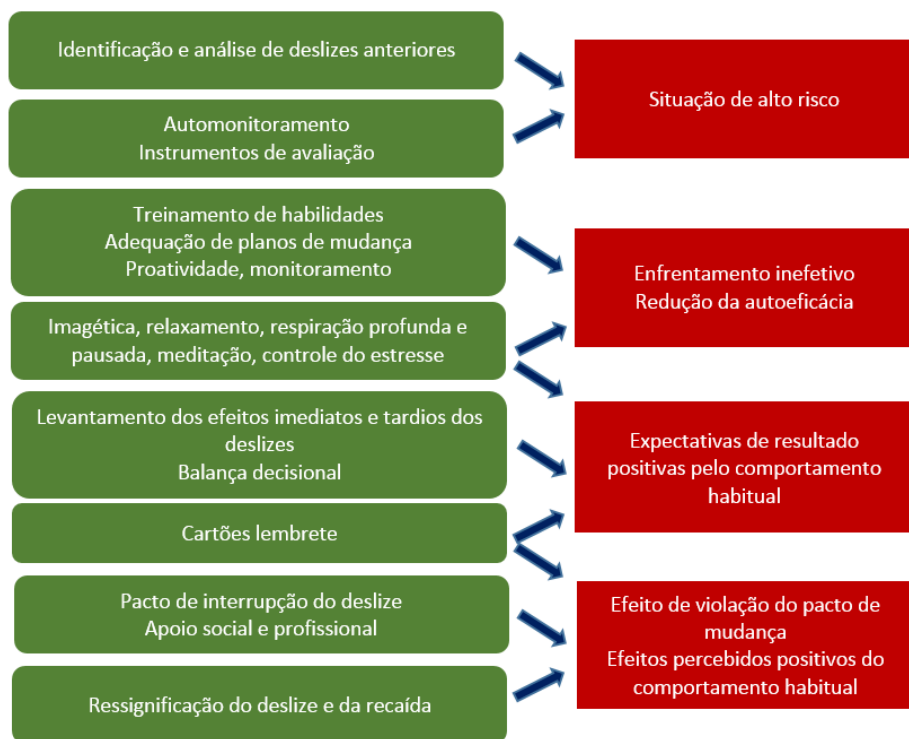 Identificação e análise de deslizes anteriores
Automonitoramento
Instrumentos de avaliação
Situação de alto risco
Treinamento de habilidades
Adequação de planos de mudança
Proatividade, monitoramento
Imagética, relaxamento, respiração profunda e
pausada, meditação, controle do estresse
Enfrentamento inefetivo
Redução da autoeficácia
Levantamento dos efeitos imediatos e tardios dos
deslizes
Balança decisional
Cartões lembrete
Expectativas de resultado
positivas pelo comportamento
habitual
Pacto de interrupção do deslize
Apoio social e profissional
Ressignificação do deslize e da recaída
Efeito de violação do pacto de
mudança
Efeitos percebidos positivos do
comportamento habitual